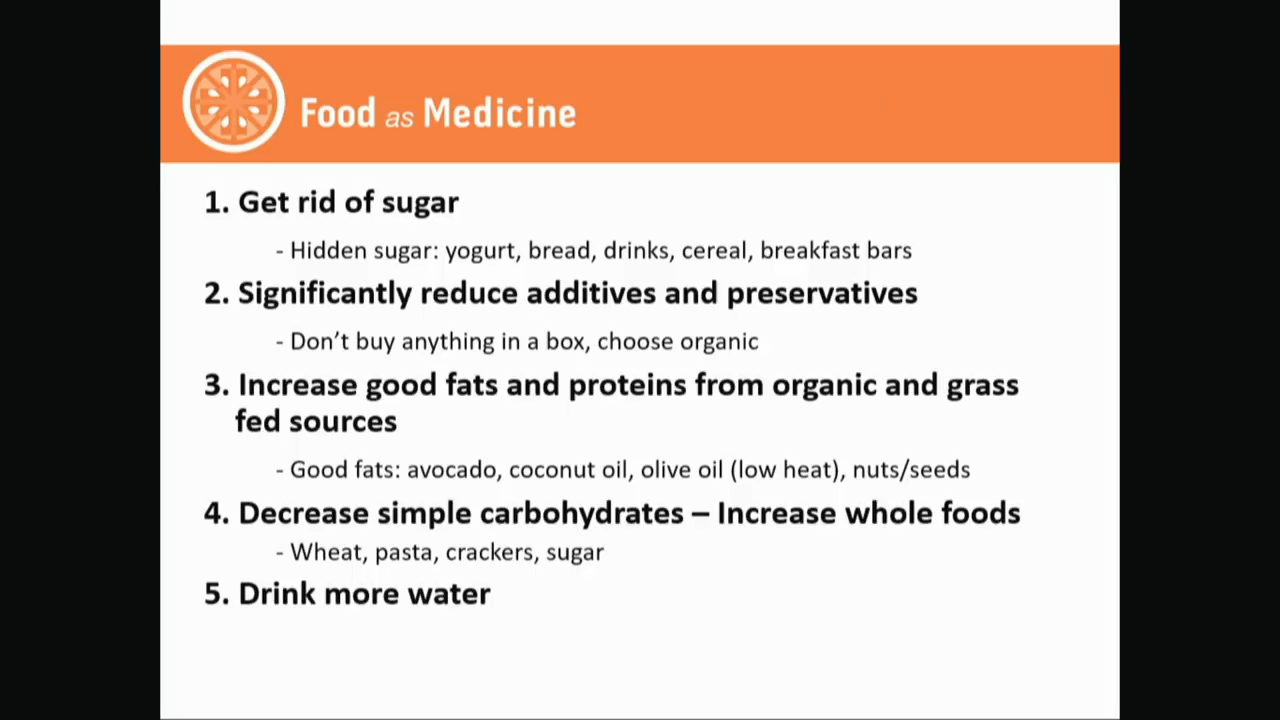 Food as Medicine
1. Get rid of sugar
- Hidden sugar: yogurt, bread, drinks, cereal, breakfast bars
2. Significantly reduce additives and preservatives
- Don’t buy anything in a box, choose organic
3. Increase good fats and proteins from organic and grass
fed sources
- Good fats: avocado, coconut oil, olive oil (low heat), nuts/seeds
4. Decrease simple carbohydrates – Increase whole foods
- Wheat, pasta, crackers, sugar
5. Drink more water